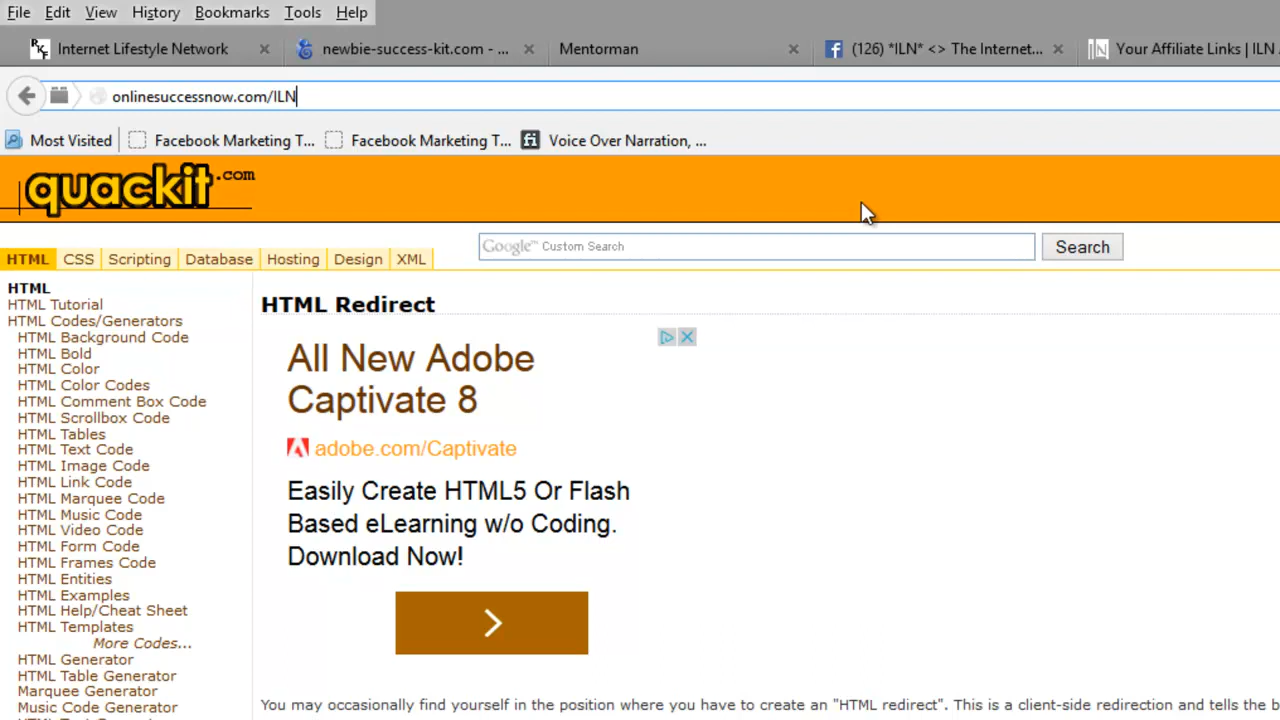 File Edit View History Bookmarks Tools Help
RKF Internet Lifestyle Network newbie-success-kit.com - ... Mentorman (126) *ILN* <> The Internet... Your Affiliate Links | ILN
onlinesuccessnow.com/ILN
Most Visited Facebook Marketing T... Facebook Marketing T... Voice Over Narration, ...
quackit.com
Google™ Custom Search Search
HTML CSS Scripting Database Hosting Design XML
HTML
HTML Tutorial
HTML Codes/Generators
HTML Background Code
HTML Bold
HTML Color
HTML Color Codes
HTML Comment Box Code
HTML Scrollbox Code
HTML Tables
HTML Text Code
HTML Image Code
HTML Link Code
HTML Marquee Code
HTML Music Code
HTML Video Code
HTML Form Code
HTML Frames Code
HTML Entities
HTML Examples
HTML Help/Cheat Sheet
HTML Templates
More Codes...
HTML Generator
HTML Table Generator
Marquee Generator
Music Code Generator
HTML Redirect
All New Adobe
Captivate 8
adobe.com/Captivate
Easily Create HTML5 Or Flash
Based eLearning w/o Coding.
Download Now!
You may occasionally find yourself in the position where you have to create an "HTML redirect". This is a client-side redirection and tells the b